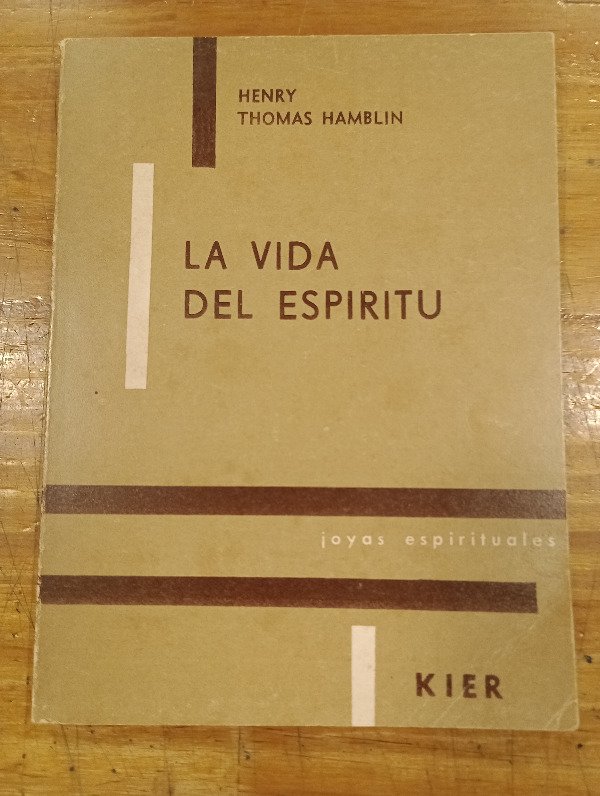 HENRY
THOMAS HAMBLIN
LA VIDA
DEL ESPIRITU
joyas espirituales
KIER